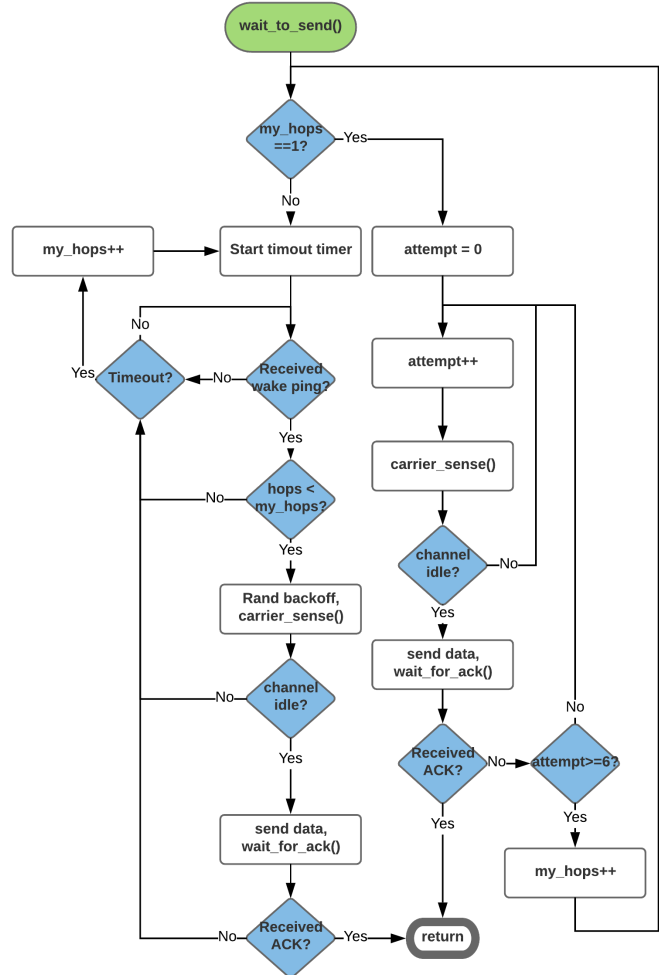 wait_to_send()
my_hops
==1?
Yes
No
my_hops++
Start timout timer
attempt = 0
No
Timeout?
Yes
No
Received
wake ping?
attempt++
Yes
carrier_sense()
hops <
my_hops?
No
Yes
channel
idle?
No
Rand backoff,
carrier_sense()
Yes
send data,
wait_for_ack()
channel
idle?
No
Yes
Received
ACK?
No
attempt>=6?
No
Yes
Yes
send data,
wait_for_ack()
my_hops++
Received
ACK?
No
Yes
return